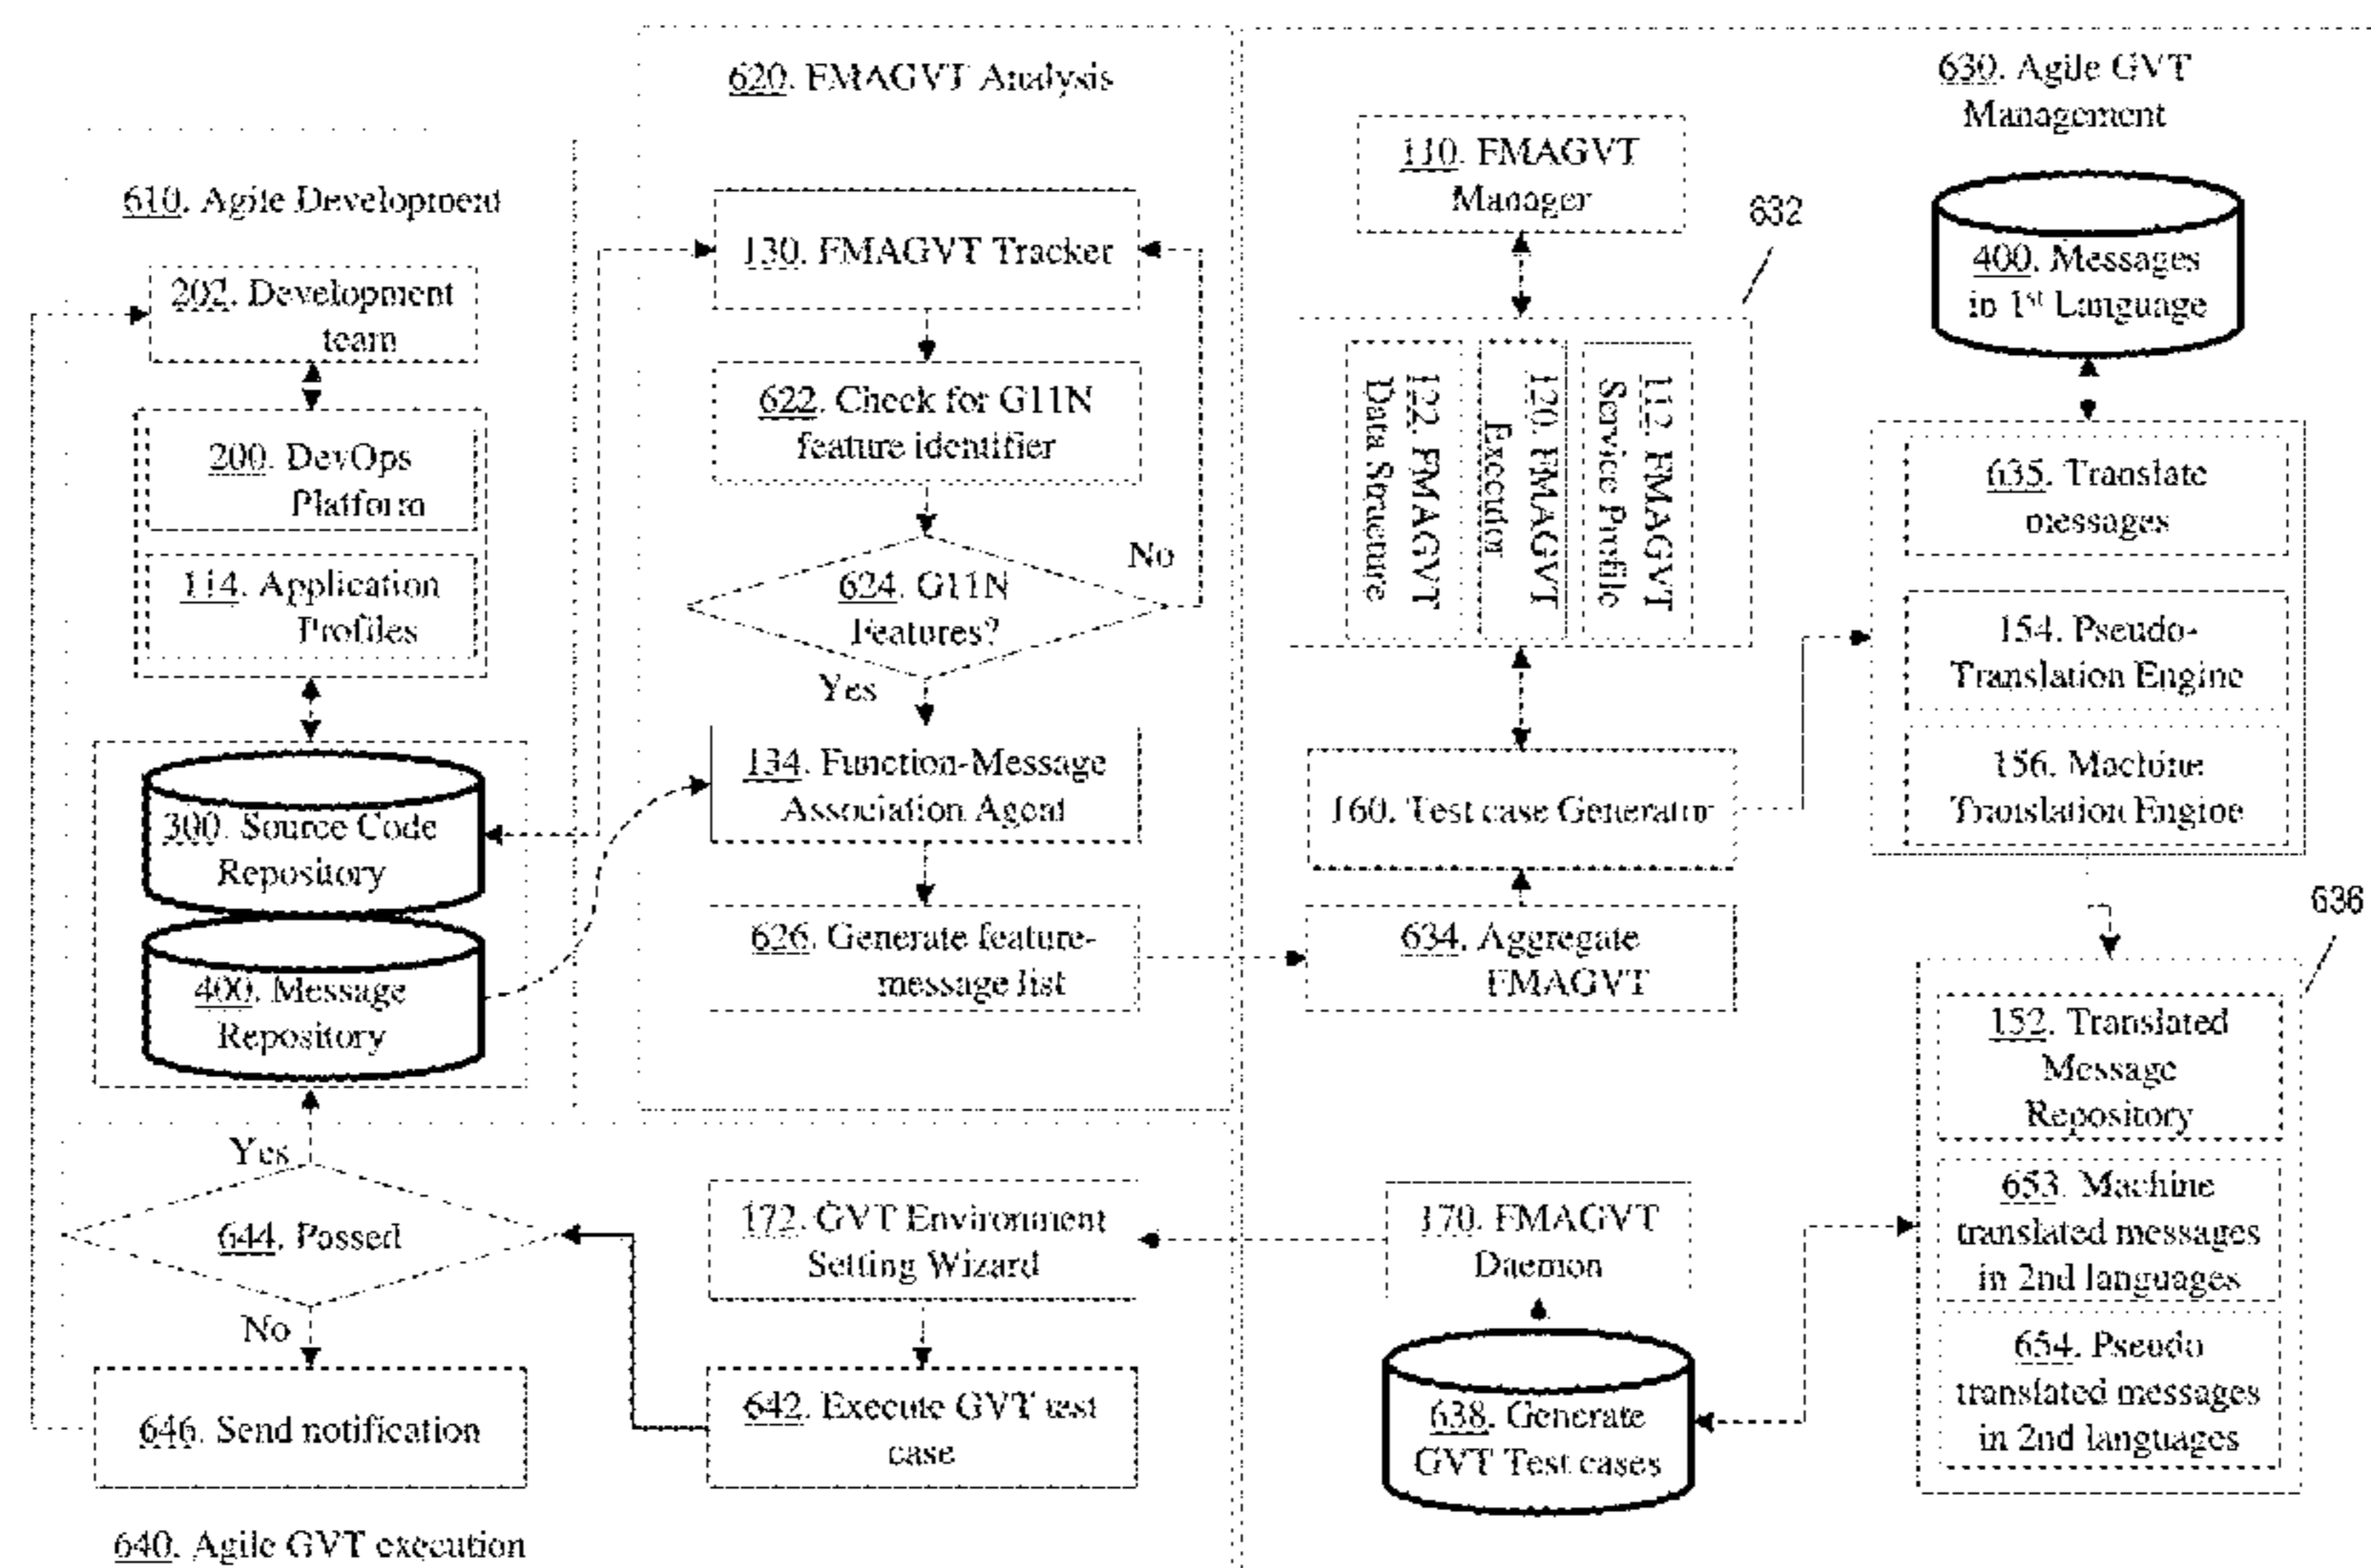 610. Agile Development
202. Development
team
200. DevOps
Platform
114. Application
Profiles
300. Source Code
Repository
400. Message
Repository
620. FMAGVT Analysis
130. FMAGVT Tracker
622. Check for G11N
feature identifier
624. G11N
Features?
No
Yes
134. Function-Message
Association Agent
626. Generate feature-
message list
630. Agile GVT
Management
110. FMAGVT
Manager
632
112. FMAGVT
Service Profile
120. FMAGVT
Executor
122. FMAGVT
Data Structure
160. Test case Generator
634. Aggregate
FMAGVT
400. Messages
in 1st Language
635. Translate
messages
154. Pseudo-
Translation Engine
156. Machine
Translation Engine
636
152. Translated
Message
Repository
653. Machine
translated messages
in 2nd languages
654. Pseudo
translated messages
in 2nd languages
170. FMAGVT
Daemon
638. Generate
GVT Test cases
172. GVT Environment
Setting Wizard
642. Execute GVT test
case
Yes
644. Passed
No
646. Send notification
640. Agile GVT execution